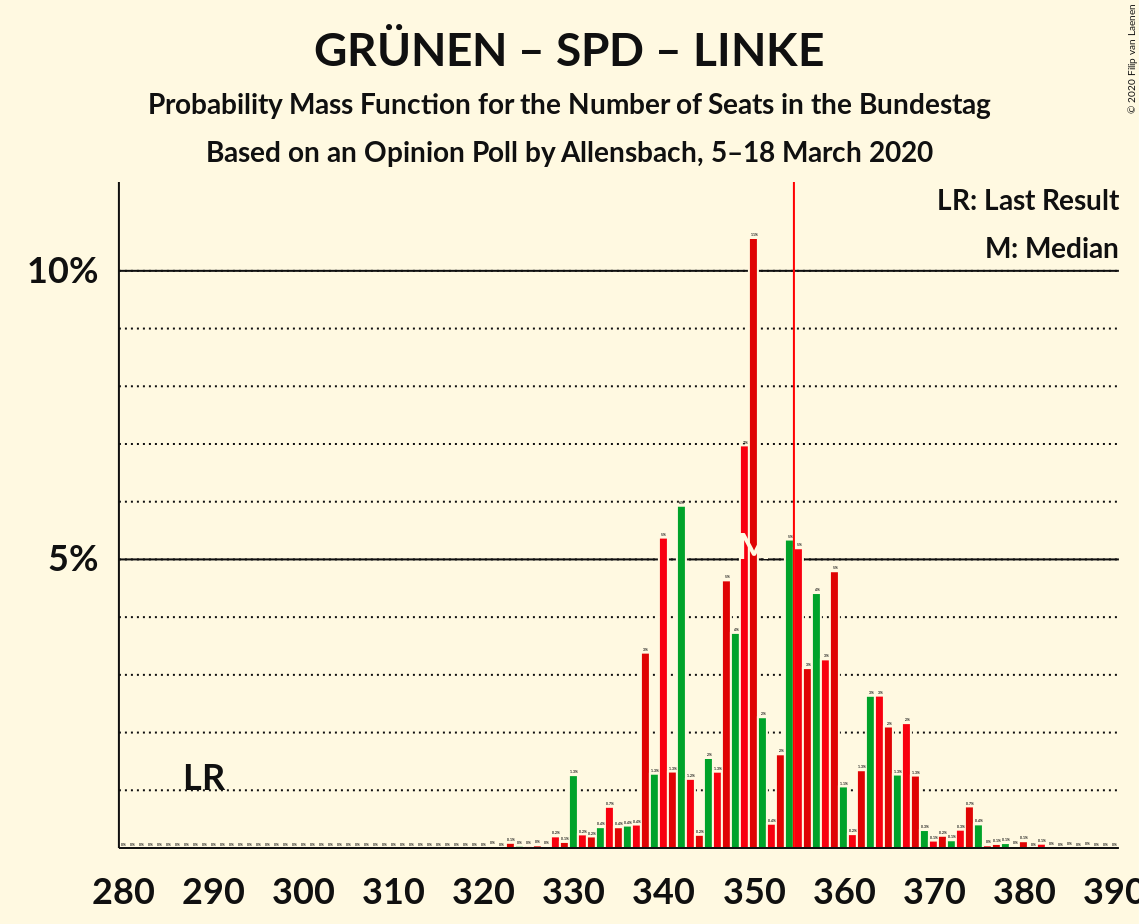 GRÜNEN – SPD – LINKE
Probability Mass Function for the Number of Seats in the Bundestag
Based on an Opinion Poll by Allensbach, 5–18 March 2020
© 2020 Filip van Laenen
LR: Last Result
M: Median
10%
5%
LR
M
280 290 300 310 320 330 340 350 360 370 380 390